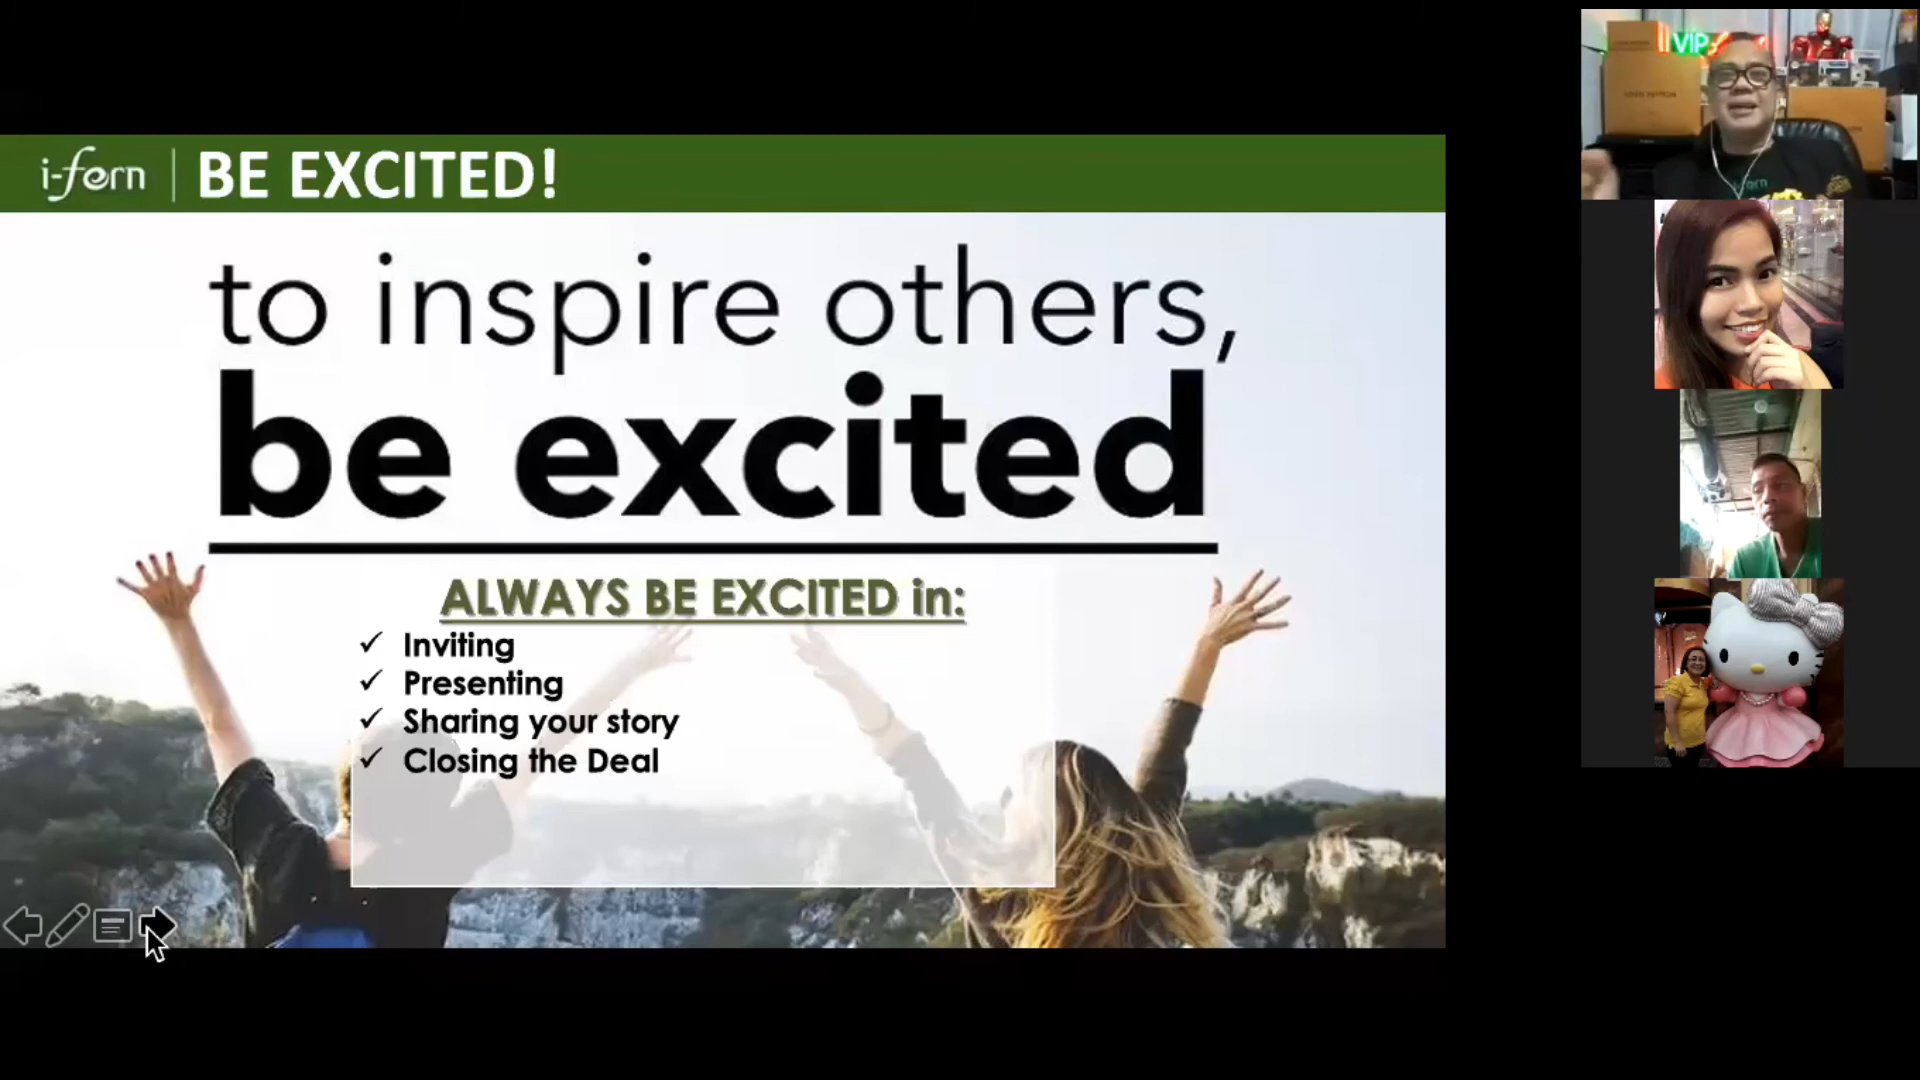 i-fern
BE EXCITED!
to inspire others,
be excited
ALWAYS BE EXCITED in:
✓ Inviting
✓ Presenting
✓ Sharing your story
✓ Closing the Deal
VIP
i-fern